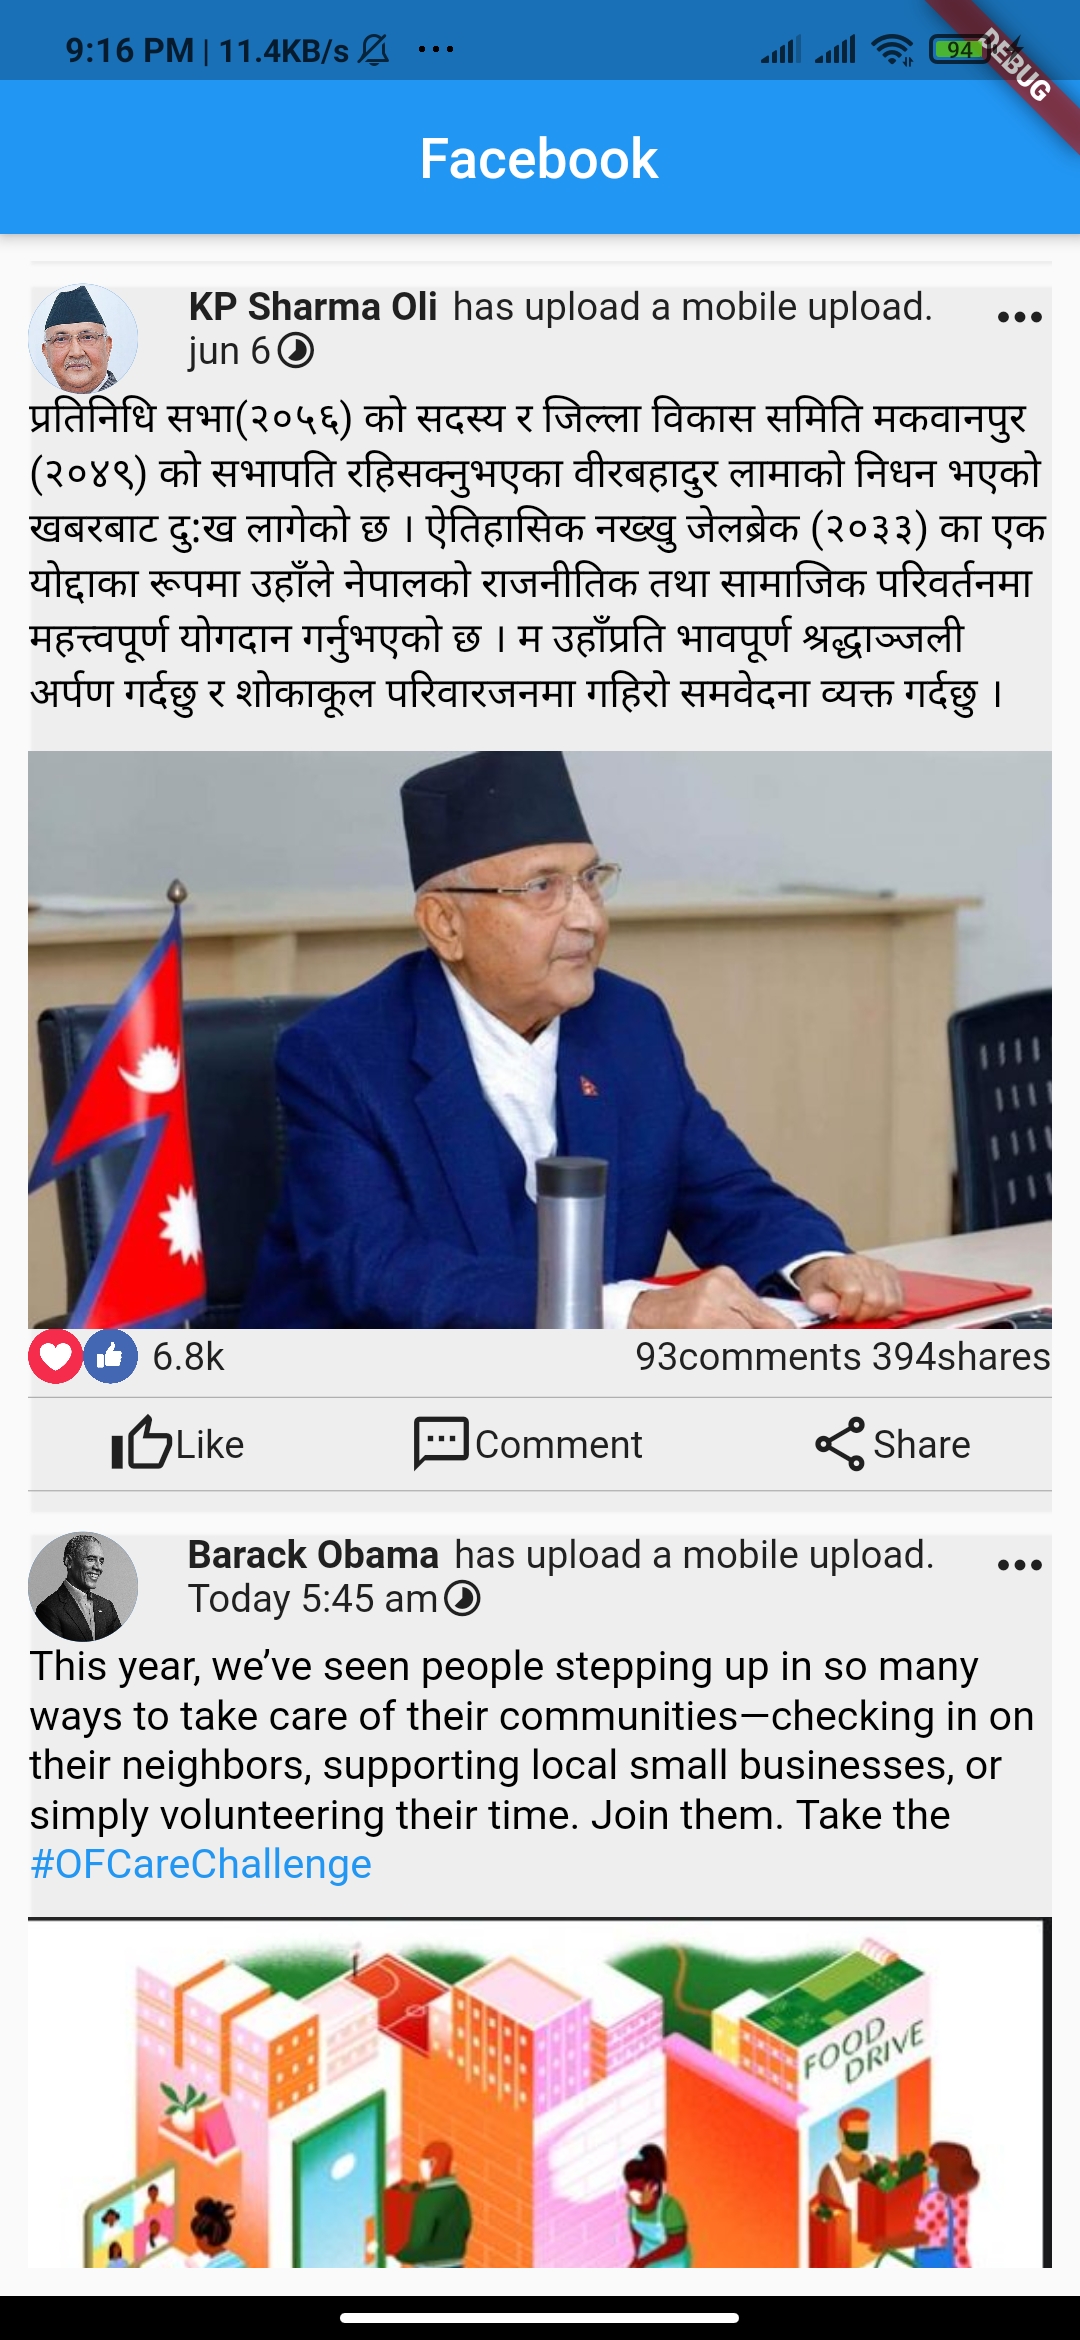 9:16 PM | 11.4KB/s ... 94
DEBUG
Facebook
KP Sharma Oli has upload a mobile upload.
jun 6
प्रतिनिधि सभा(२०५६) को सदस्य र जिल्ला विकास समिति मकवानपुर
(२०४९) को सभापति रहिसक्नुभएका वीरबहादुर लामाको निधन भएको
खबरबाट दु:ख लागेको छ । ऐतिहासिक नख्खु जेलब्रेक (२०३३) का एक
योद्दाका रूपमा उहाँले नेपालको राजनीतिक तथा सामाजिक परिवर्तनमा
महत्त्वपूर्ण योगदान गर्नुभएको छ । म उहाँप्रति भावपूर्ण श्रद्धाञ्जली
अर्पण गर्दछु र शोकाकूल परिवारजनमा गहिरो समवेदना व्यक्त गर्दछु ।
6.8k 93comments 394shares
Like Comment Share
Barack Obama has upload a mobile upload.
Today 5:45 am
This year, we’ve seen people stepping up in so many
ways to take care of their communities—checking in on
their neighbors, supporting local small businesses, or
simply volunteering their time. Join them. Take the
#OFCareChallenge
FOOD
DRIVE